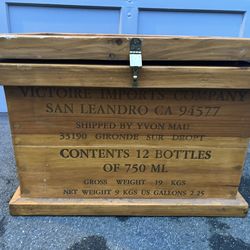 VICTOIRE IMPORTING COMPANY
SAN LEANDRO CA 94577
SHIPPED BY YVON MAU
33190 GIRONDE SUR DROPT
CONTENTS 12 BOTTLES
OF 750 ML
GROSS WEIGHT 19 KGS
NET WEIGHT 9 KGS US GALLONS 2.25